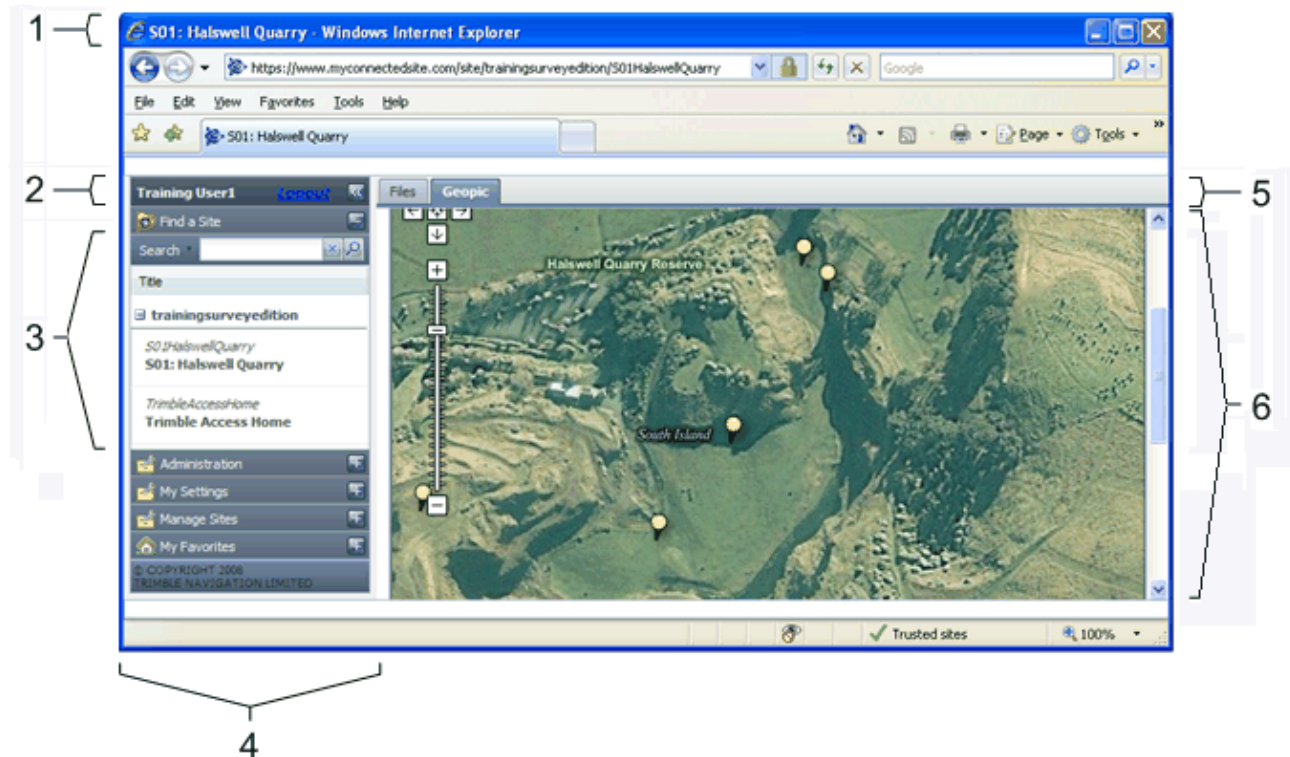 1
S01: Halswell Quarry - Windows Internet Explorer
https://www.myconnectedsite.com/site/trainingsurveyedition/S01HalswellQuarry
Google
File Edit View Favorites Tools Help
S01: Halswell Quarry
Page Tools
2
Training User1 Logout
Files Geopic
5
Find a Site
Search
Halswell Quarry Reserve
Title
trainingsurveyedition
3
S01HalswellQuarry
S01: Halswell Quarry
TrimbleAccessHome
Trimble Access Home
South Island
6
Administration
My Settings
Manage Sites
My Favorites
© COPYRIGHT 2008
TRIMBLE NAVIGATION LIMITED
Trusted sites 100%
4